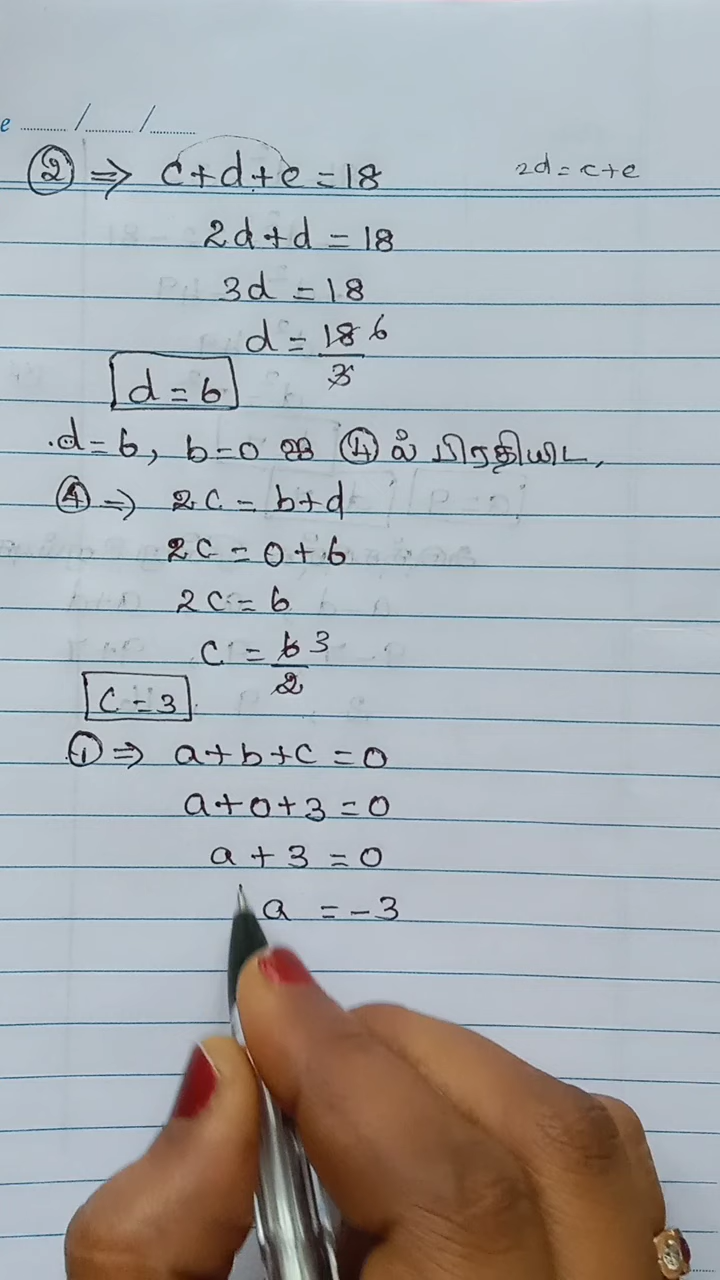 e ......../......../........
② ⇒ c+d+e = 18
2d = c+e
2d+d = 18
3d = 18
d = 18/3 6
d = 6
d=6, b=0 ஐ ④ ல் பிரதியிட,
④ ⇒ 2c = b+d
2c = 0+6
2c = 6
c = 6/2 3
c = 3
① ⇒ a+b+c = 0
a+0+3 = 0
a + 3 = 0
a = -3